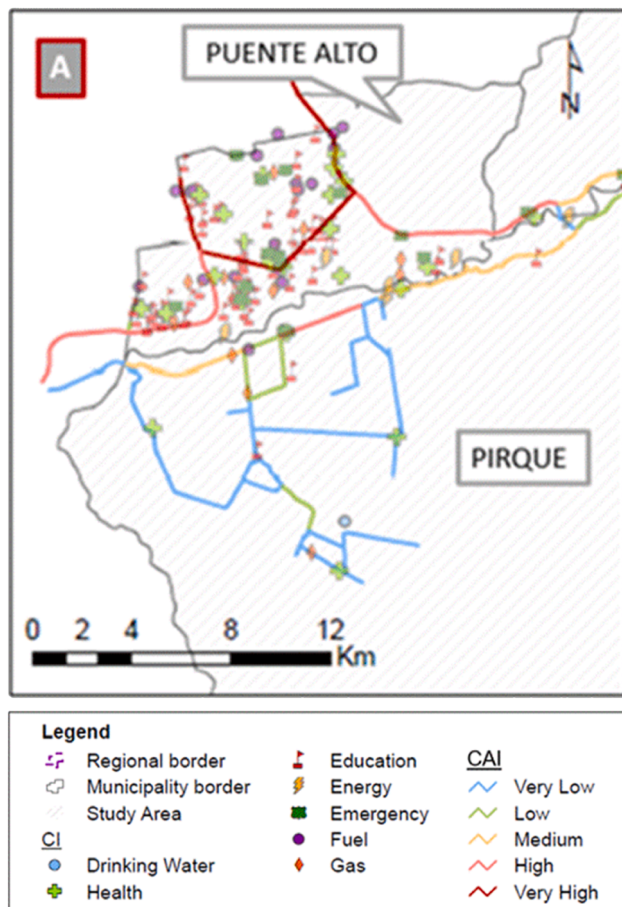 A
PUENTE ALTO
N
PIRQUE
0 2 4 8 12
Km
Legend
Regional border
Municipality border
Study Area
CI
Drinking Water
Health
Education
Energy
Emergency
Fuel
Gas
CAI
Very Low
Low
Medium
High
Very High